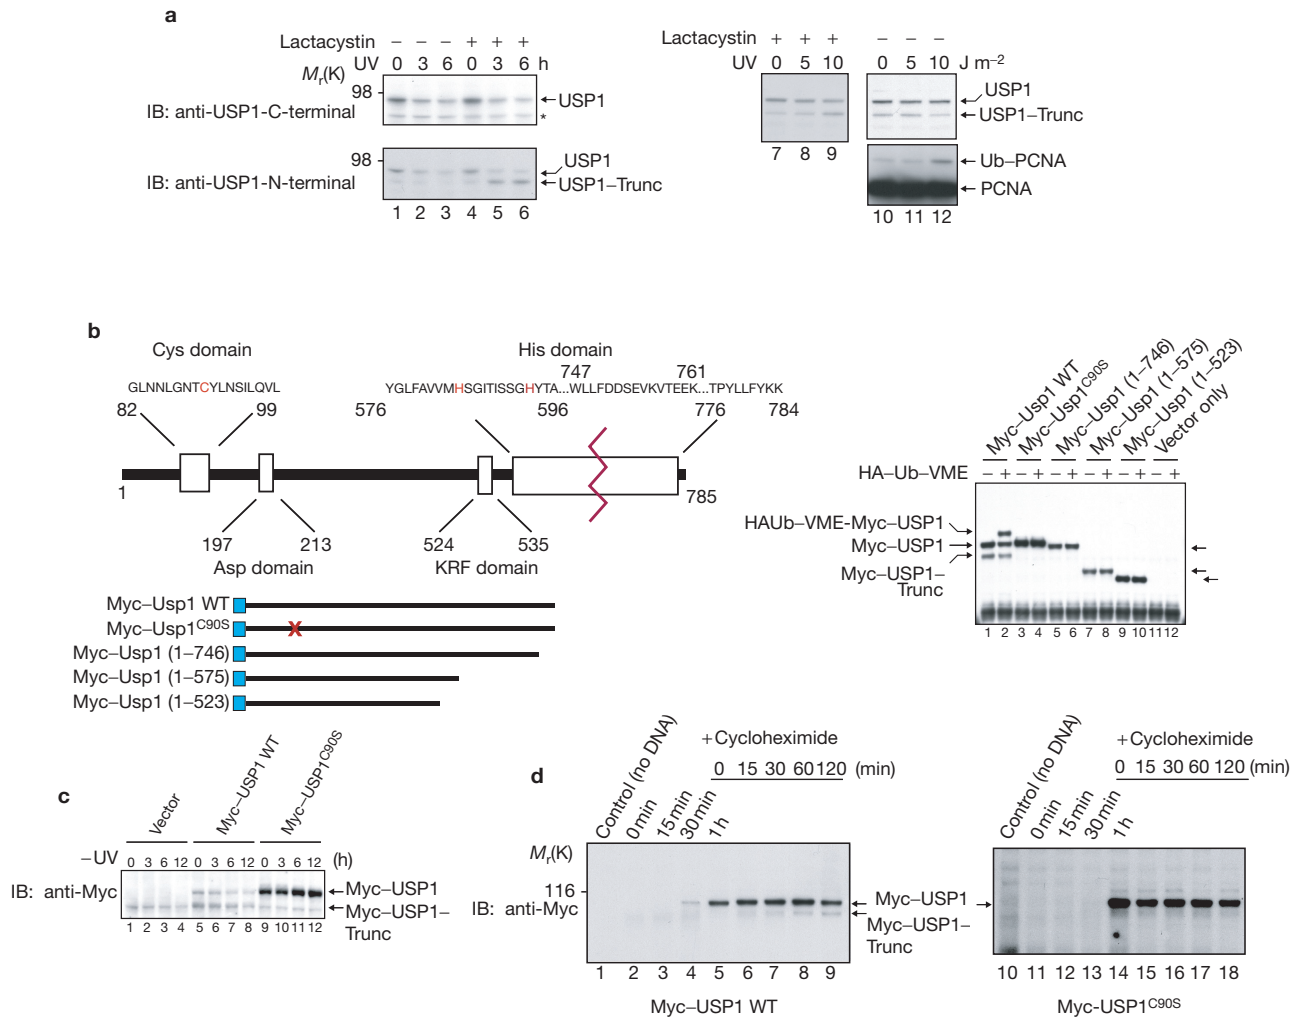 a
Lactacystin – – – + + +
UV 0 3 6 0 3 6 h
Mr(K)
98
USP1
IB: anti-USP1-C-terminal
*
98
USP1
IB: anti-USP1-N-terminal
USP1–Trunc
1 2 3 4 5 6
Lactacystin + + + – – –
UV 0 5 10 0 5 10 J m⁻²
USP1
USP1–Trunc
7 8 9
Ub–PCNA
PCNA
10 11 12
b
Cys domain
GLNNLGNTCYLNSILQVL
82 99
His domain
747 761
YGLFAVVMHSGITISSGHYTA...WLLFDDSEVKVTEEK...TPYLLFYKK
576 596 776 784
1
785
197 213
Asp domain
524 535
KRF domain
Myc–Usp1 WT
Myc–Usp1C90S
Myc–Usp1 (1–746)
Myc–Usp1 (1–575)
Myc–Usp1 (1–523)
Myc–Usp1 WT
Myc–Usp1C90S
Myc–Usp1 (1–746)
Myc–Usp1 (1–575)
Myc–Usp1 (1–523)
Vector only
HA–Ub–VME – + – + – + – + – + – +
HAUb–VME-Myc–USP1
Myc–USP1
Myc–USP1–
Trunc
1 2 3 4 5 6 7 8 9 10 11 12
c
Vector
Myc–USP1 WT
Myc–USP1C90S
–UV 0 3 6 12 0 3 6 12 0 3 6 12 (h)
IB: anti-Myc
Myc–USP1
Myc–USP1–
Trunc
1 2 3 4 5 6 7 8 9 10 11 12
d
Control (no DNA)
0 min
15 min
30 min
1 h
+Cycloheximide
0 15 30 60 120 (min)
Mr(K)
116
IB: anti-Myc
Myc–USP1
Myc–USP1–
Trunc
1 2 3 4 5 6 7 8 9
Myc–USP1 WT
Control (no DNA)
0 min
15 min
30 min
1 h
+Cycloheximide
0 15 30 60 120 (min)
10 11 12 13 14 15 16 17 18
Myc-USP1C90S